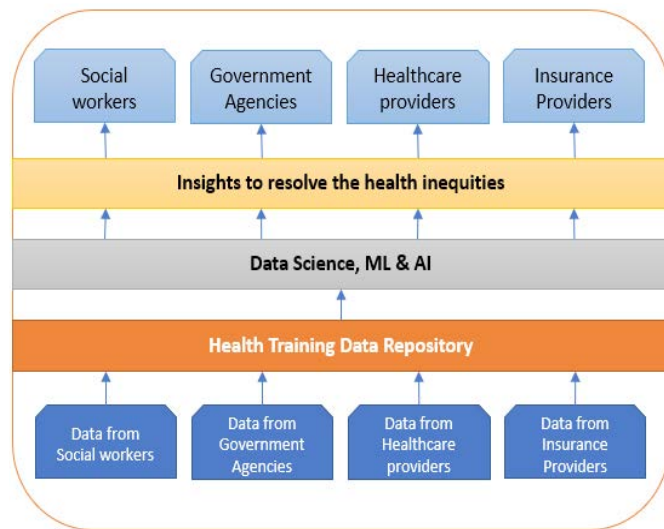 Social
workers
Government
Agencies
Healthcare
providers
Insurance
Providers
Insights to resolve the health inequities
Data Science, ML & AI
Health Training Data Repository
Data from
Social workers
Data from
Government
Agencies
Data from
Healthcare
providers
Data from
Insurance
Providers